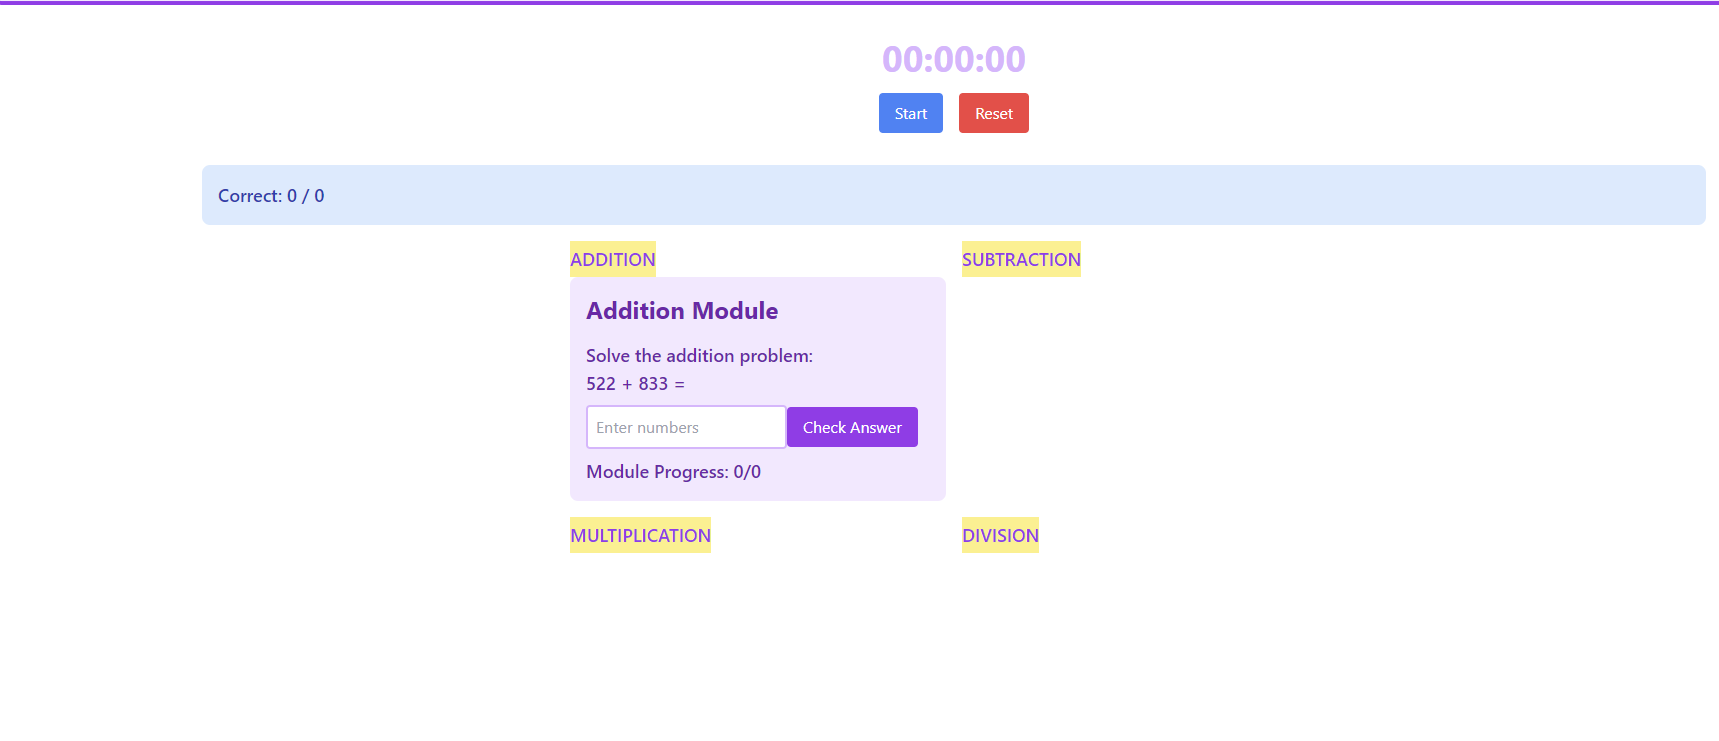 00:00:00
Start Reset
Correct: 0 / 0
ADDITION SUBTRACTION
Addition Module
Solve the addition problem:
522 + 833 =
Enter numbers Check Answer
Module Progress: 0/0
MULTIPLICATION DIVISION